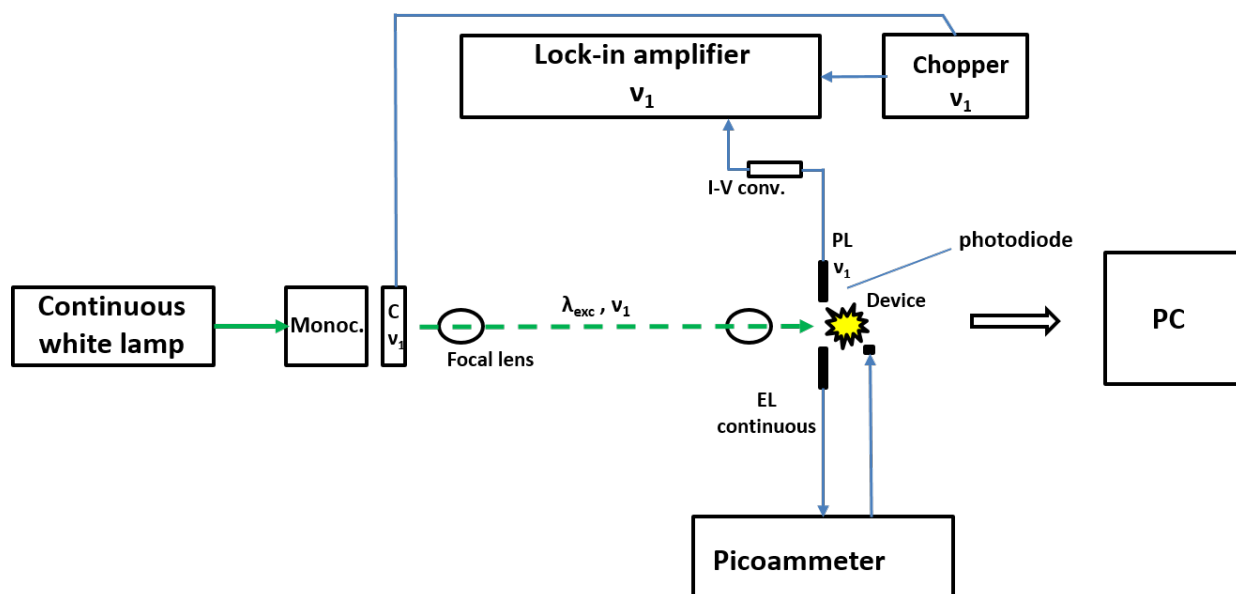 Lock-in amplifier
ν₁
Chopper
ν₁
I-V conv.
PL
ν₁
photodiode
Continuous
white lamp
Monoc.
C
ν₁
λexc , ν₁
Focal lens
Device
PC
EL
continuous
Picoammeter